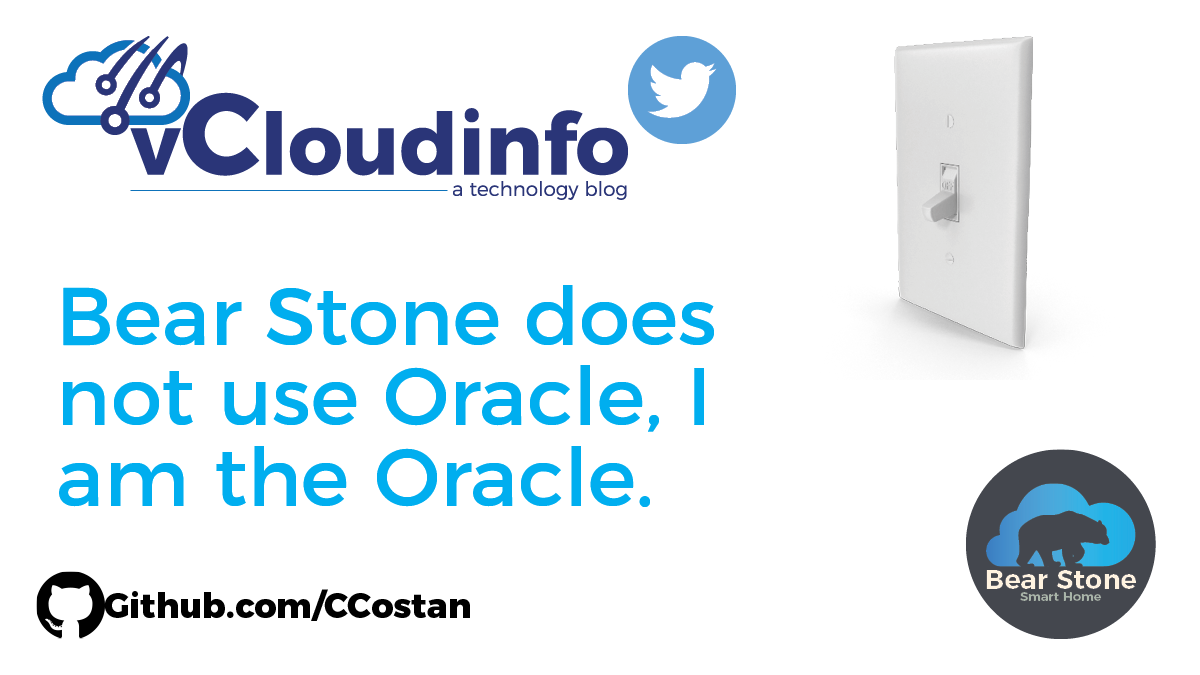 vCloudinfo
a technology blog
OFF
Bear Stone does
not use Oracle, I
am the Oracle.
Github.com/CCostan
Bear Stone
Smart Home